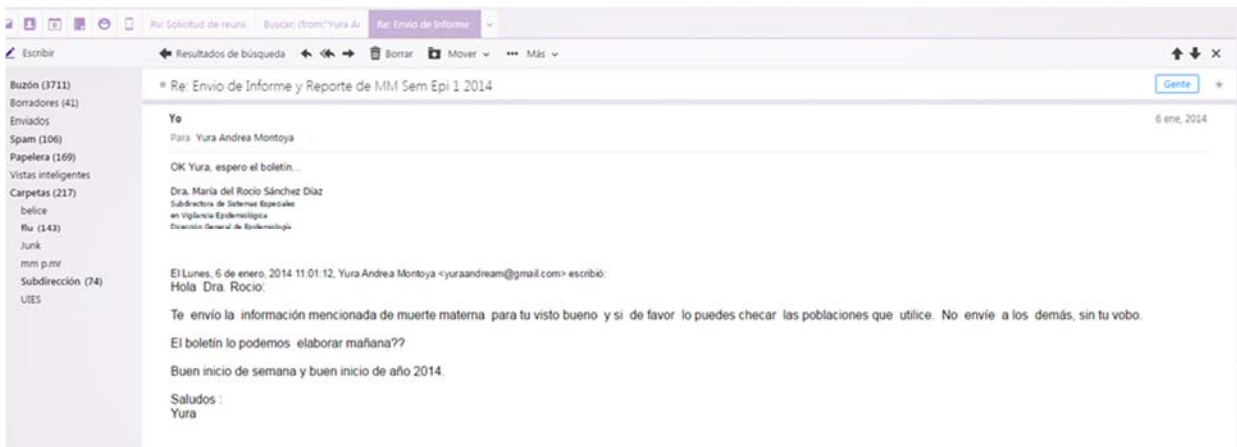 Re: Solicitud de reuni Buscar: (from:"Yura A Re: Envio de Informe
Escribir
Resultados de búsqueda Borrar Mover ••• Más
Buzón (3711)
Borradores (41)
Enviados
Spam (106)
Papelera (169)
Vistas inteligentes
Carpetas (217)
belice
flu (143)
Junk
mm p.mr
Subdirección (74)
UIES
Re: Envio de Informe y Reporte de MM Sem Epi 1 2014 Gente
Yo 6 ene, 2014
Para Yura Andrea Montoya
OK Yura, espero el boletín...
Dra. María del Rocío Sánchez Díaz
Subdirectora de Sistemas Especiales
en Vigilancia Epidemiológica
Dirección General de Epidemiología
El Lunes, 6 de enero, 2014 11:01:12, Yura Andrea Montoya <yuraandream@gmail.com> escribió:
Hola Dra. Rocio:
Te envío la información mencionada de muerte materna para tu visto bueno y si de favor lo puedes checar las poblaciones que utilice. No envíe a los demás, sin tu vobo.
El boletín lo podemos elaborar mañana??
Buen inicio de semana y buen inicio de año 2014.
Saludos :
Yura